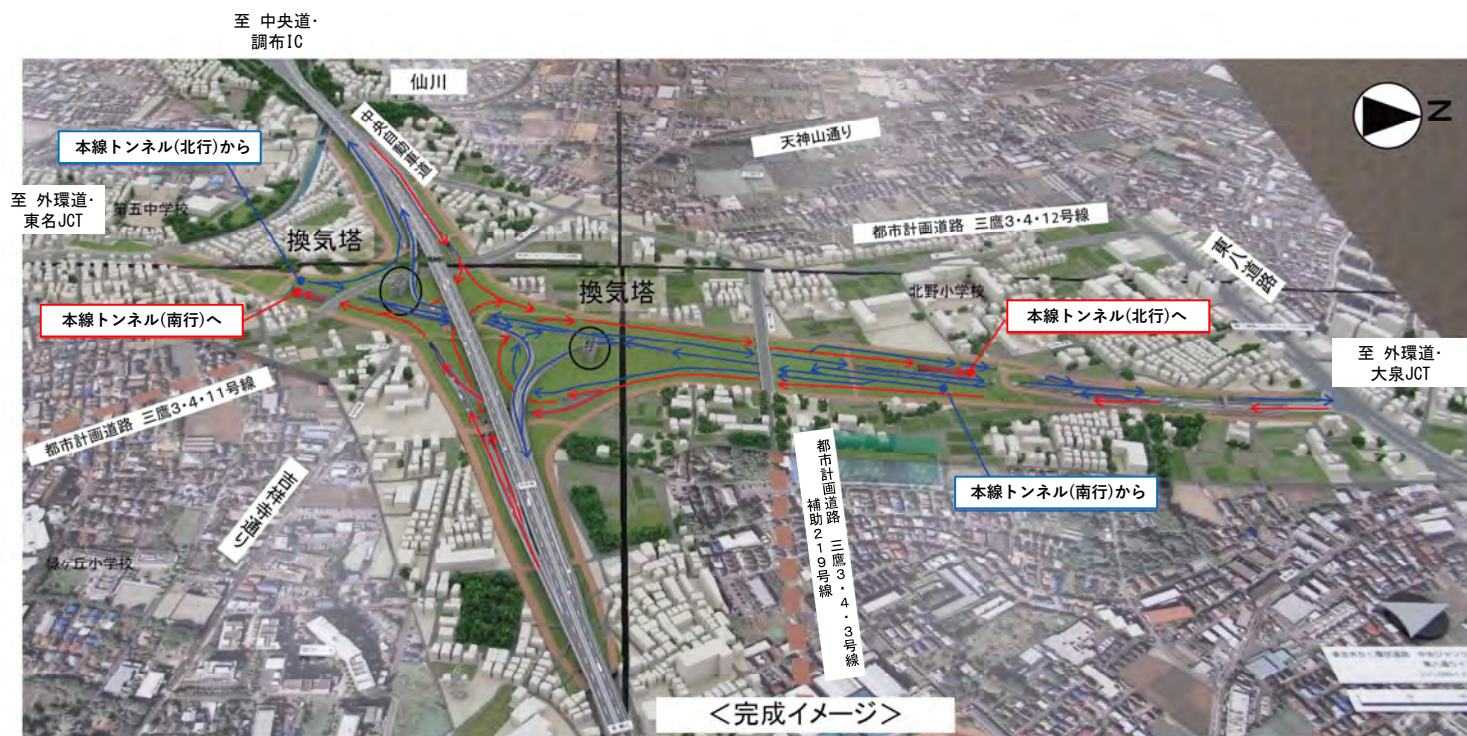 至 中央道・
調布IC
仙川
中央自動車道
天神山通り
N
本線トンネル(北行)から
至 外環道・
東名JCT
第五中学校
換気塔
都市計画道路 三鷹3・4・12号線
東八道路
換気塔
北野小学校
本線トンネル(南行)へ
本線トンネル(北行)へ
至 外環道・
大泉JCT
都市計画道路 三鷹3・4・11号線
吉祥寺通り
都市計画道路 三鷹3・4・3号線
補助219号線
本線トンネル(南行)から
緑ヶ丘小学校
＜完成イメージ＞